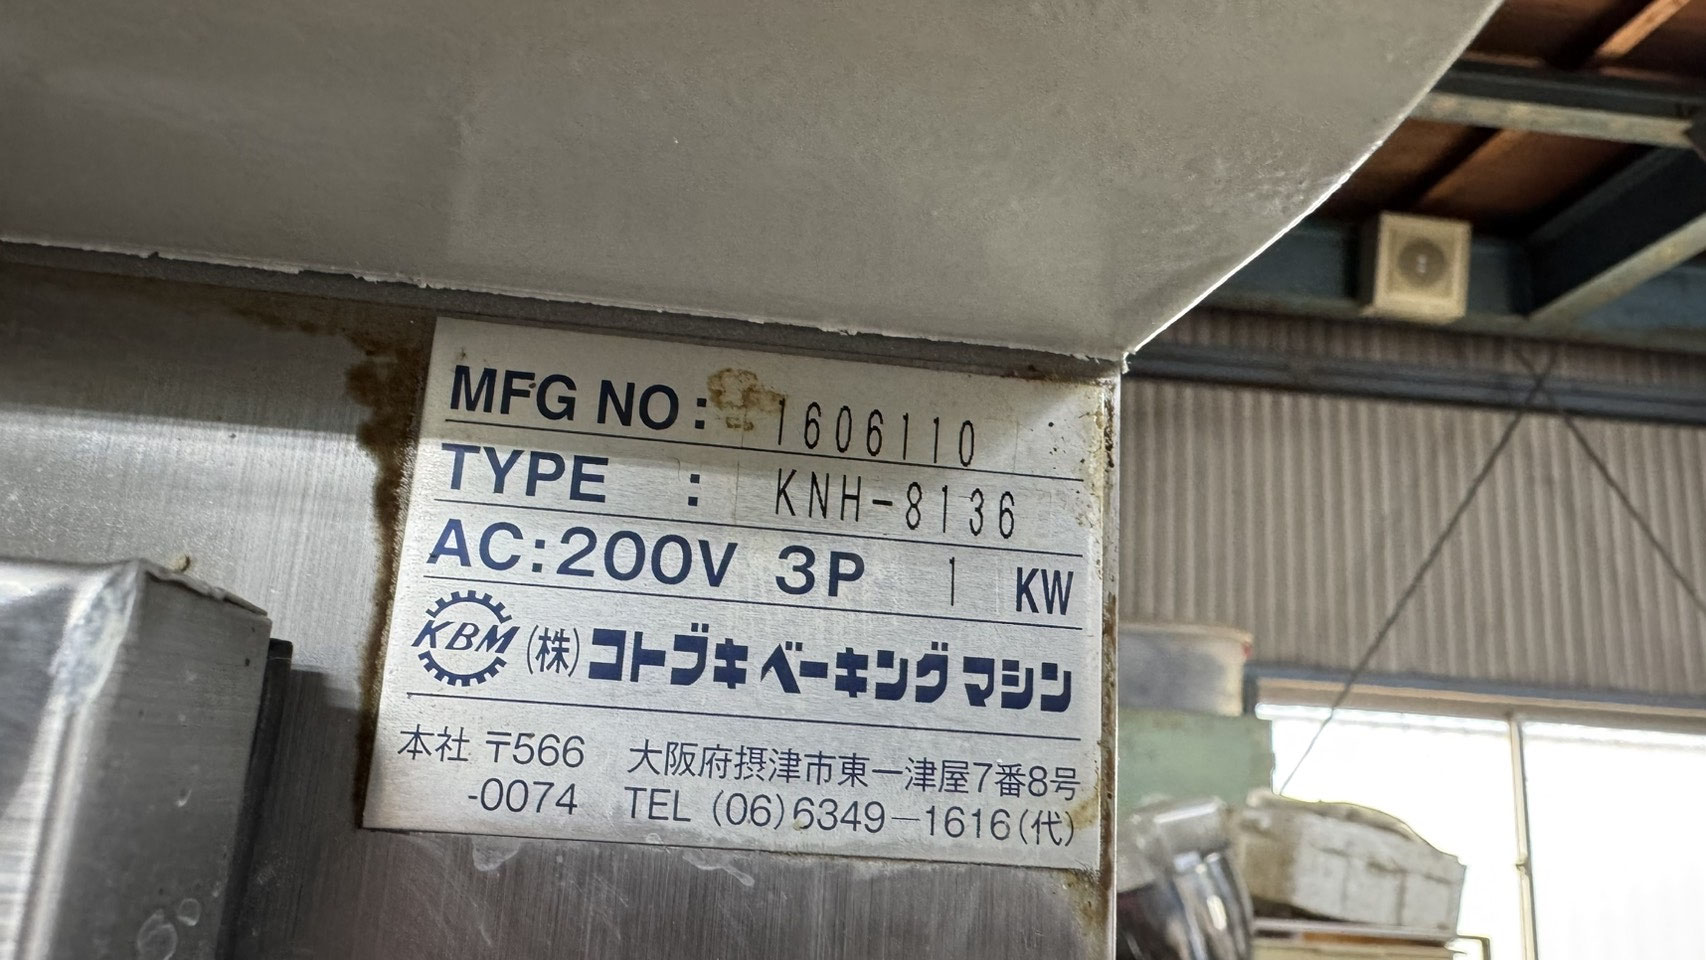 MFG NO: 1606110
TYPE : KNH-8136
AC:200V 3P 1 KW
KBM (株)コトブキベーキングマシン
本社 〒566 大阪府摂津市東一津屋7番8号
-0074 TEL (06)6349-1616(代)